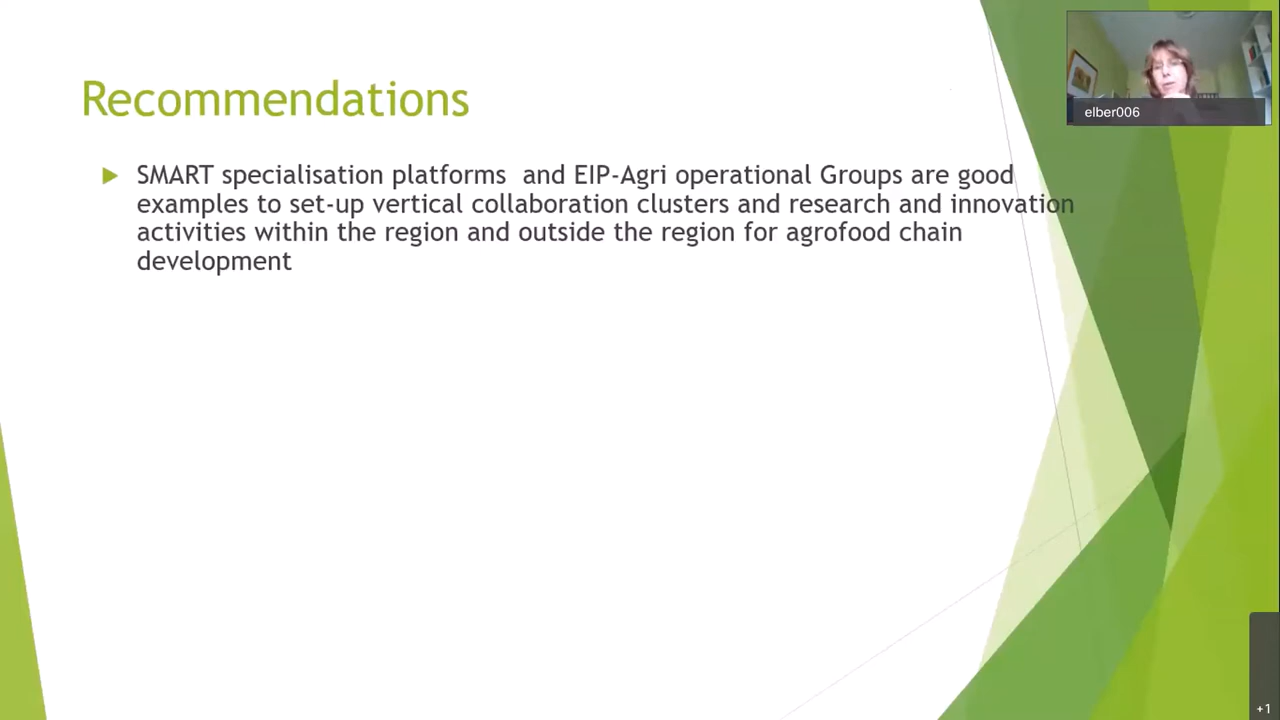 Recommendations
SMART specialisation platforms and EIP-Agri operational Groups are good
examples to set-up vertical collaboration clusters and research and innovation
activities within the region and outside the region for agrofood chain
development
elber006
+1